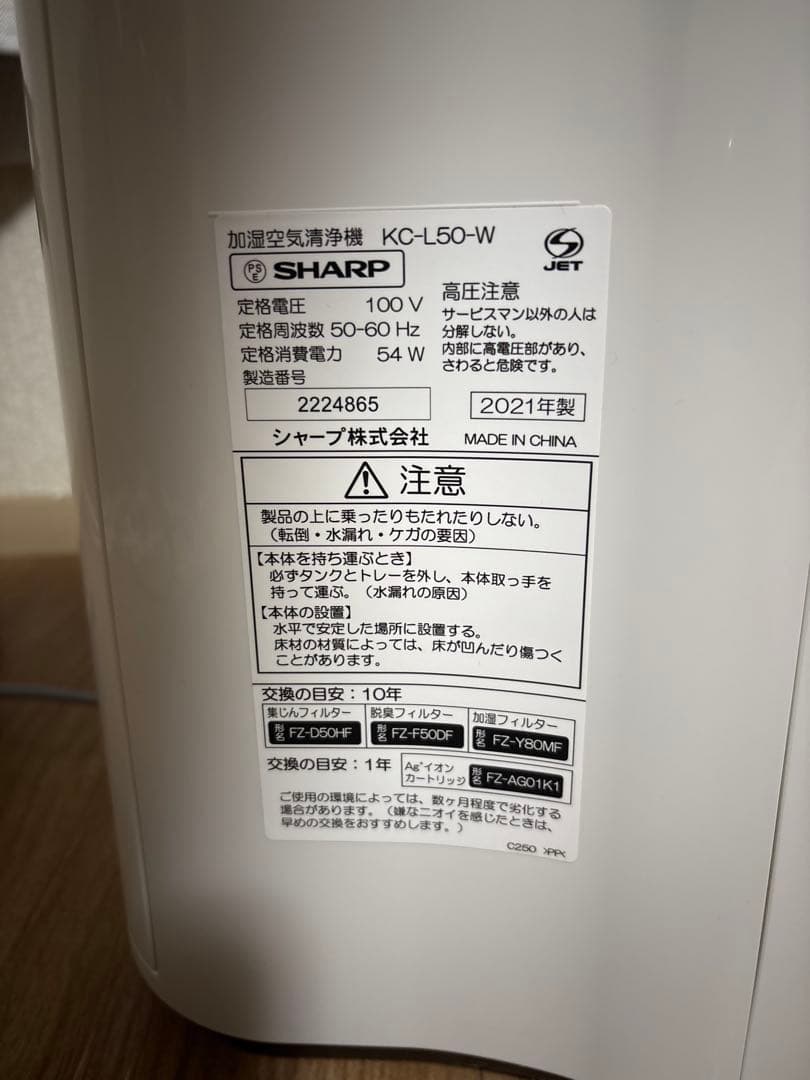 加湿空気清浄機 KC-L50-W
PSE SHARP
JET
定格電圧 100 V
定格周波数 50-60 Hz
定格消費電力 54 W
製造番号
2224865
高圧注意
サービスマン以外の人は
分解しない。
内部に高電圧部があり、
さわると危険です。
2021年製
シャープ株式会社 MADE IN CHINA
注意
製品の上に乗ったりもたれたりしない。
（転倒・水漏れ・ケガの要因）
【本体を持ち運ぶとき】
必ずタンクとトレーを外し、本体取っ手を
持って運ぶ。（水漏れの原因）
【本体の設置】
水平で安定した場所に設置する。
床材の材質によっては、床が凹んだり傷つく
ことがあります。
交換の目安：10年
集じんフィルター
形名 FZ-D50HF
脱臭フィルター
形名 FZ-F50DF
加湿フィルター
形名 FZ-Y80MF
交換の目安：1年
Ag⁺イオン
カートリッジ
形名 FZ-AG01K1
ご使用の環境によっては、数ヶ月程度で劣化する
場合があります。（嫌なニオイを感じたときは、
早めの交換をおすすめします。）
C250 >PP<